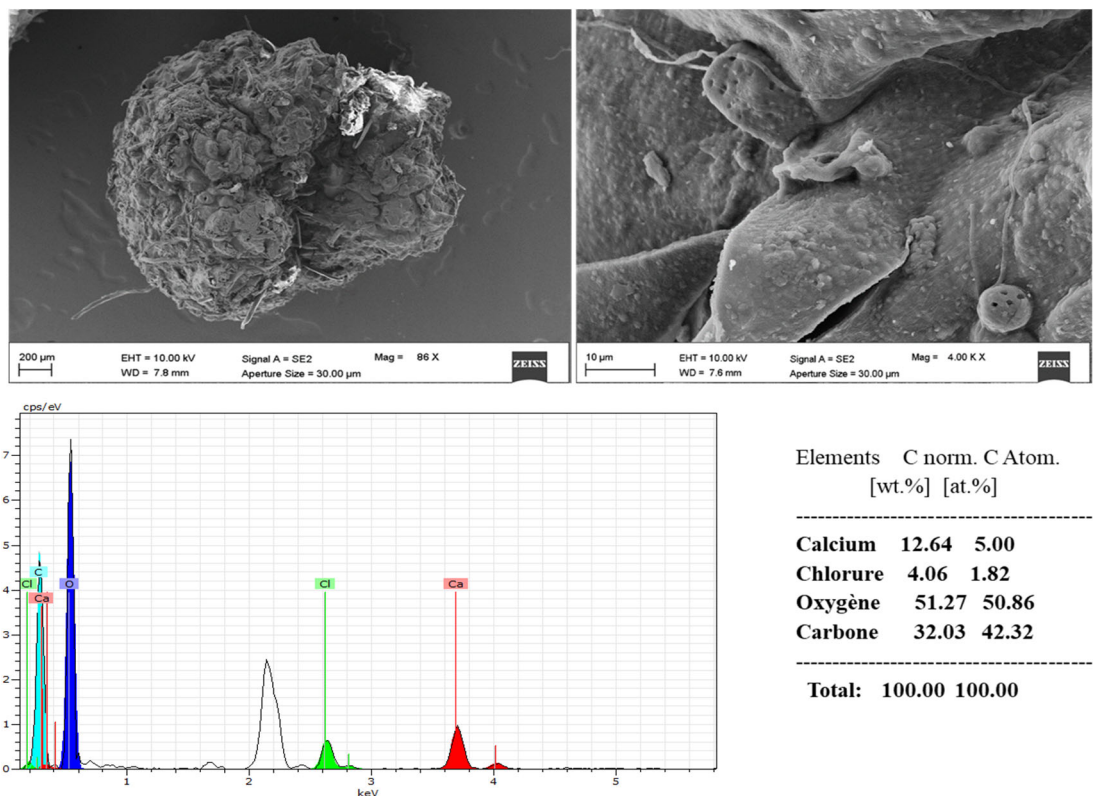 200 µm EHT = 10.00 kV Signal A = SE2 Mag = 86 X ZEISS
WD = 7.8 mm Aperture Size = 30.00 µm
10 µm EHT = 10.00 kV Signal A = SE2 Mag = 4.00 K X ZEISS
WD = 7.6 mm Aperture Size = 30.00 µm
cps/eV
7
6
5
4
3
2
1
0
C
Cl
Ca
O
Cl
Ca
1 2 3 4 5
keV
Elements C norm. C Atom.
[wt.%] [at.%]
-----------------------------------------
Calcium 12.64 5.00
Chlorure 4.06 1.82
Oxygène 51.27 50.86
Carbone 32.03 42.32
-----------------------------------------
Total: 100.00 100.00